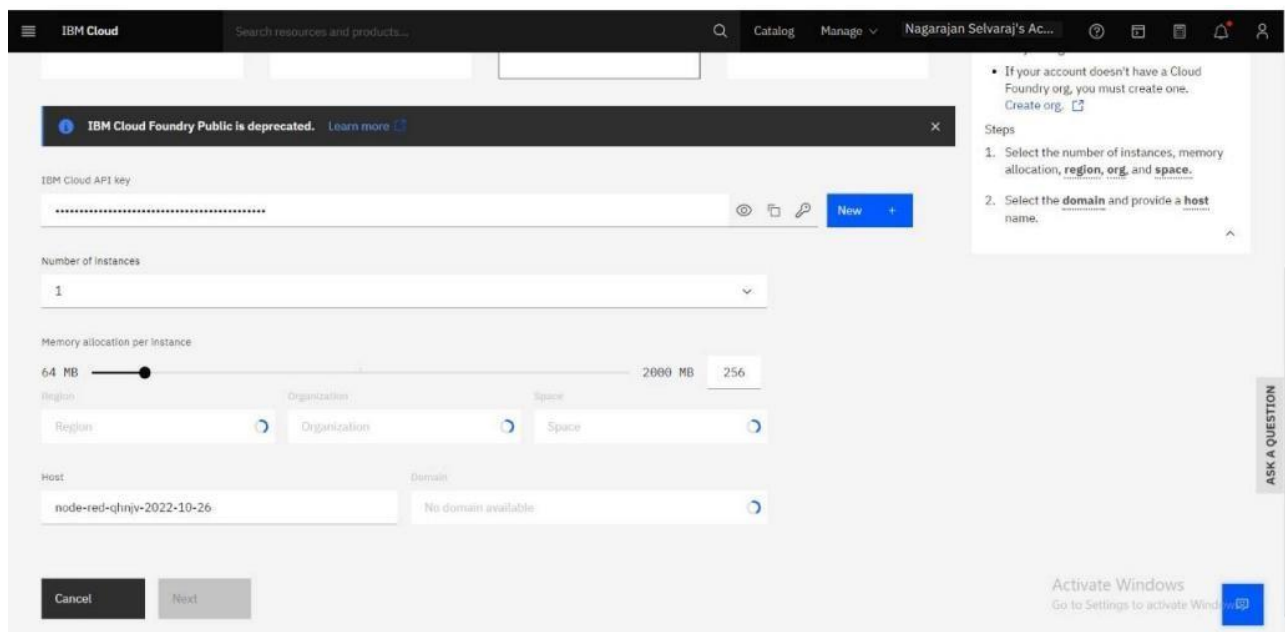 IBM Cloud
Search resources and products...
Catalog
Manage
Nagarajan Selvaraj's Ac...
• If your account doesn't have a Cloud
Foundry org, you must create one.
Create org.
IBM Cloud Foundry Public is deprecated. Learn more
Steps
1. Select the number of instances, memory
allocation, region, org, and space.
2. Select the domain and provide a host
name.
IBM Cloud API key
New +
Number of instances
1
Memory allocation per instance
64 MB
2000 MB
256
Region
Organization
Space
Region
Organization
Space
Host
Domain
node-red-qhnjv-2022-10-26
No domain available
ASK A QUESTION
Cancel
Next
Activate Windows
Go to Settings to activate Windo